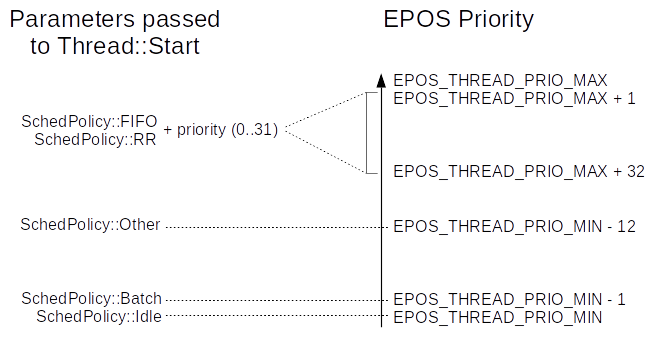 Parameters passed
to Thread::Start
EPOS Priority
EPOS_THREAD_PRIO_MAX
EPOS_THREAD_PRIO_MAX + 1
SchedPolicy::FIFO
SchedPolicy::RR
+ priority (0..31)
EPOS_THREAD_PRIO_MAX + 32
SchedPolicy::Other
EPOS_THREAD_PRIO_MIN - 12
SchedPolicy::Batch
EPOS_THREAD_PRIO_MIN - 1
SchedPolicy::Idle
EPOS_THREAD_PRIO_MIN